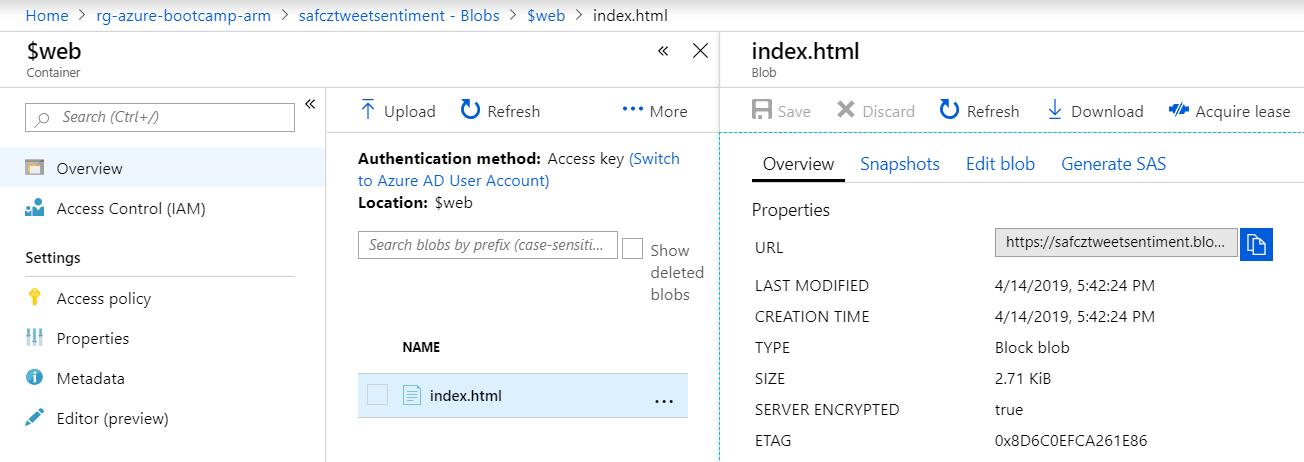 Home > rg-azure-bootcamp-arm > safcztweetsentiment - Blobs > $web > index.html
$web
Container
Search (Ctrl+/)
Overview
Access Control (IAM)
Settings
Access policy
Properties
Metadata
Editor (preview)
Upload Refresh ... More
Authentication method: Access key (Switch
to Azure AD User Account)
Location: $web
Search blobs by prefix (case-sensiti...
Show
deleted
blobs
NAME
index.html ...
index.html
Blob
Save Discard Refresh Download Acquire lease
Overview Snapshots Edit blob Generate SAS
Properties
URL https://safcztweetsentiment.blo...
LAST MODIFIED 4/14/2019, 5:42:24 PM
CREATION TIME 4/14/2019, 5:42:24 PM
TYPE Block blob
SIZE 2.71 KiB
SERVER ENCRYPTED true
ETAG 0x8D6C0EFCA261E86